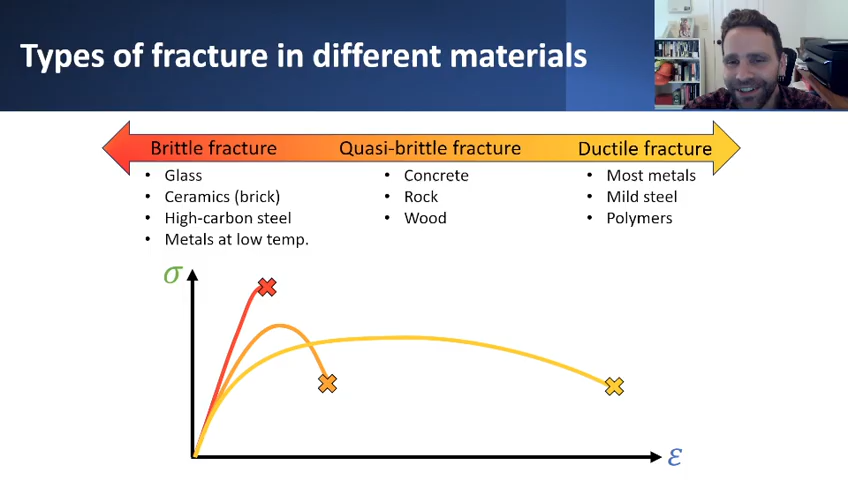 Types of fracture in different materials
Brittle fracture
Quasi-brittle fracture
Ductile fracture
• Glass
• Ceramics (brick)
• High-carbon steel
• Metals at low temp.
• Concrete
• Rock
• Wood
• Most metals
• Mild steel
• Polymers
σ
ε